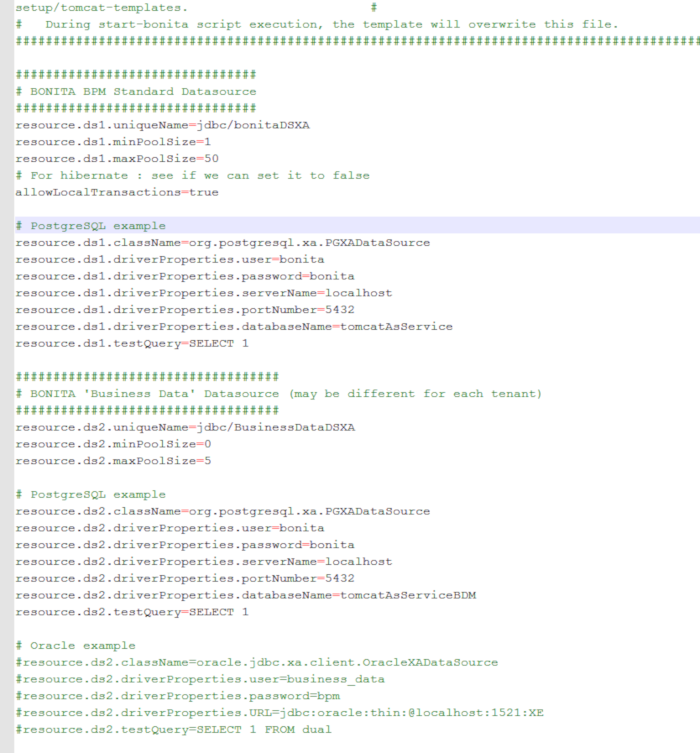 setup/tomcat-templates. #
# During start-bonita script execution, the template will overwrite this file.
###########################################################################################
################################
# BONITA BPM Standard Datasource
################################
resource.ds1.uniqueName=jdbc/bonitaDSXA
resource.ds1.minPoolSize=1
resource.ds1.maxPoolSize=50
# For hibernate : see if we can set it to false
allowLocalTransactions=true
# PostgreSQL example
resource.ds1.className=org.postgresql.xa.PGXADataSource
resource.ds1.driverProperties.user=bonita
resource.ds1.driverProperties.password=bonita
resource.ds1.driverProperties.serverName=localhost
resource.ds1.driverProperties.portNumber=5432
resource.ds1.driverProperties.databaseName=tomcatAsService
resource.ds1.testQuery=SELECT 1
###################################
# BONITA 'Business Data' Datasource (may be different for each tenant)
###################################
resource.ds2.uniqueName=jdbc/BusinessDataDSXA
resource.ds2.minPoolSize=0
resource.ds2.maxPoolSize=5
# PostgreSQL example
resource.ds2.className=org.postgresql.xa.PGXADataSource
resource.ds2.driverProperties.user=bonita
resource.ds2.driverProperties.password=bonita
resource.ds2.driverProperties.serverName=localhost
resource.ds2.driverProperties.portNumber=5432
resource.ds2.driverProperties.databaseName=tomcatAsServiceBDM
resource.ds2.testQuery=SELECT 1
# Oracle example
#resource.ds2.className=oracle.jdbc.xa.client.OracleXADataSource
#resource.ds2.driverProperties.user=business_data
#resource.ds2.driverProperties.password=bpm
#resource.ds2.driverProperties.URL=jdbc:oracle:thin:@localhost:1521:XE
#resource.ds2.testQuery=SELECT 1 FROM dual